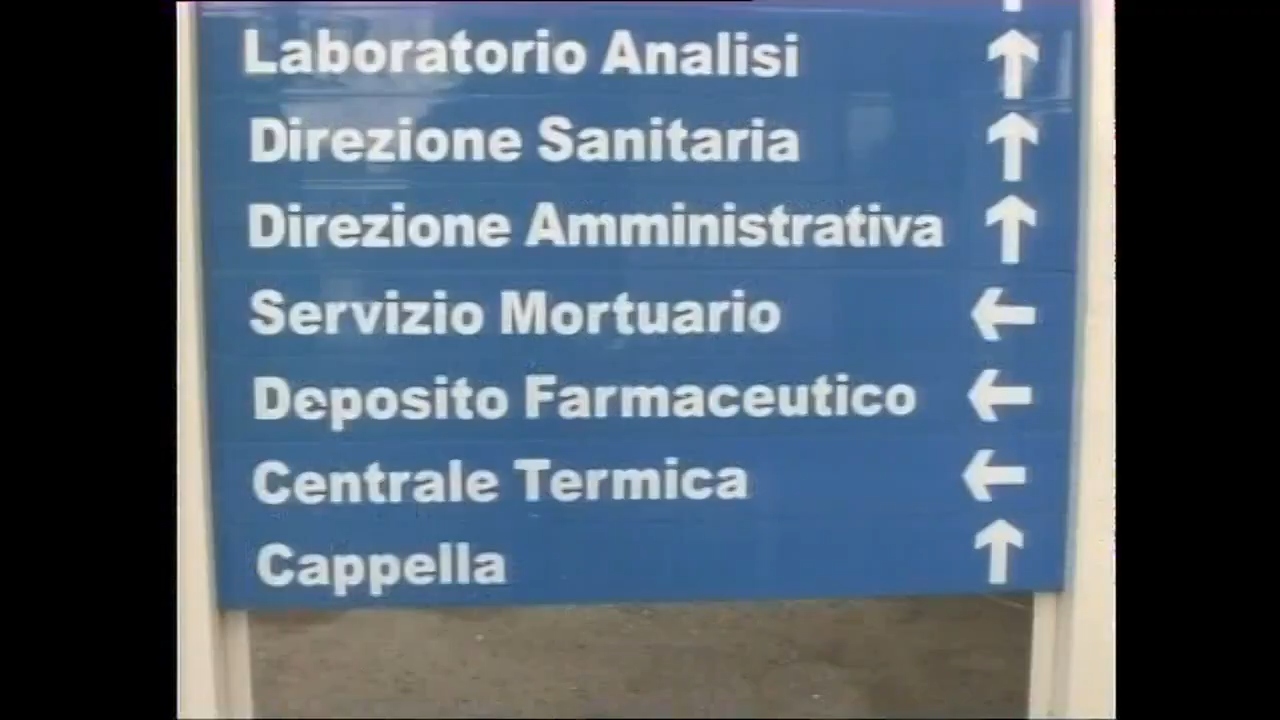 Laboratorio Analisi ↑
Direzione Sanitaria ↑
Direzione Amministrativa ↑
Servizio Mortuario ←
Deposito Farmaceutico ←
Centrale Termica ←
Cappella ↑